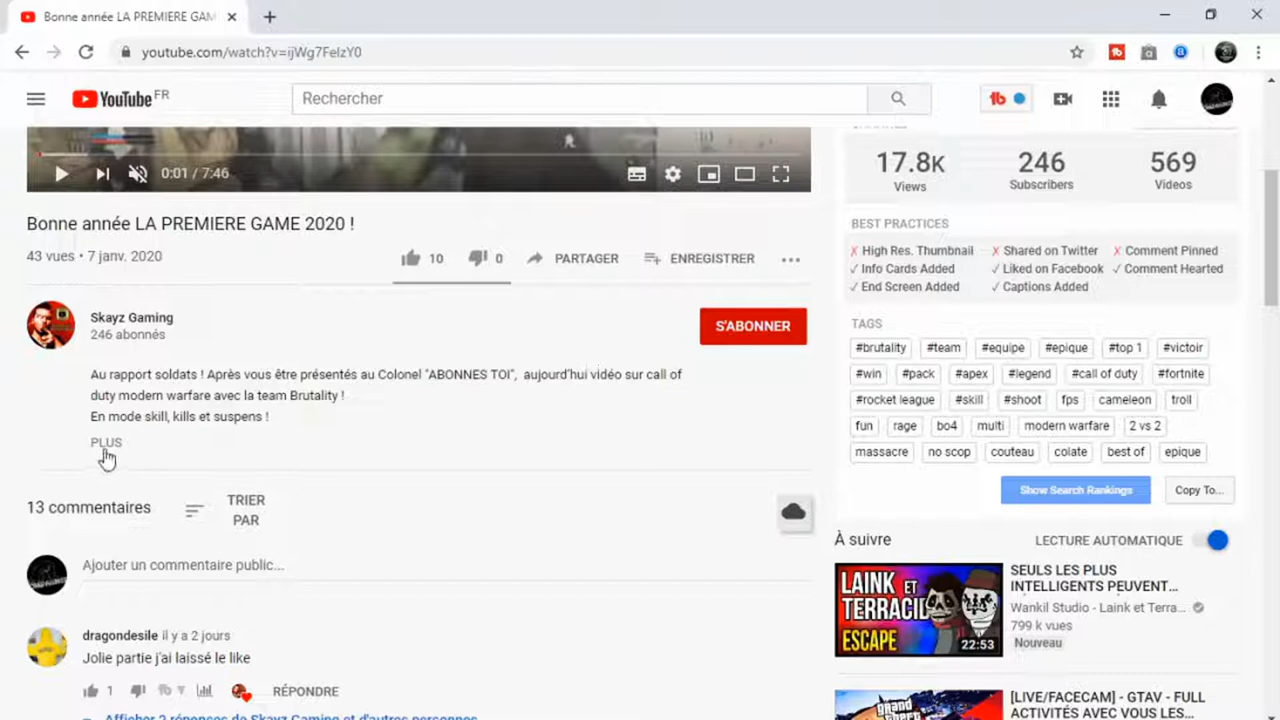 Bonne année LA PREMIERE GAM
youtube.com/watch?v=ijWg7FeIzY0
YouTube FR
Rechercher
0:01 / 7:46
Bonne année LA PREMIERE GAME 2020 !
43 vues • 7 janv. 2020
10
0
PARTAGER
ENREGISTRER
Skayz Gaming
246 abonnés
S'ABONNER
Au rapport soldats ! Après vous être présentés au Colonel "ABONNES TOI", aujourd'hui vidéo sur call of
duty modern warfare avec la team Brutality !
En mode skill, kills et suspens !
PLUS
13 commentaires
TRIER
PAR
Ajouter un commentaire public...
dragondesile il y a 2 jours
Jolie partie j'ai laissé le like
1
RÉPONDRE
Afficher 2 réponses de Skayz Gaming et d'autres personnes
17.8K
Views
246
Subscribers
569
Videos
BEST PRACTICES
✗ High Res. Thumbnail ✗ Shared on Twitter ✗ Comment Pinned
✓ Info Cards Added ✓ Liked on Facebook ✓ Comment Hearted
✓ End Screen Added ✓ Captions Added
TAGS
#brutality #team #equipe #epique #top 1 #victoir
#win #pack #apex #legend #call of duty #fortnite
#rocket league #skill #shoot fps cameleon troll
fun rage bo4 multi modern warfare 2 vs 2
massacre no scop couteau colate best of epique
Show Search Rankings
Copy To...
À suivre
LECTURE AUTOMATIQUE
LAINK ET
TERRACID
ESCAPE
22:53
SEULS LES PLUS
INTELLIGENTS PEUVENT...
Wankil Studio - Laink et Terra...
799 k vues
Nouveau
[LIVE/FACECAM] - GTAV - FULL
ACTIVITÉS AVEC VOUS LES...